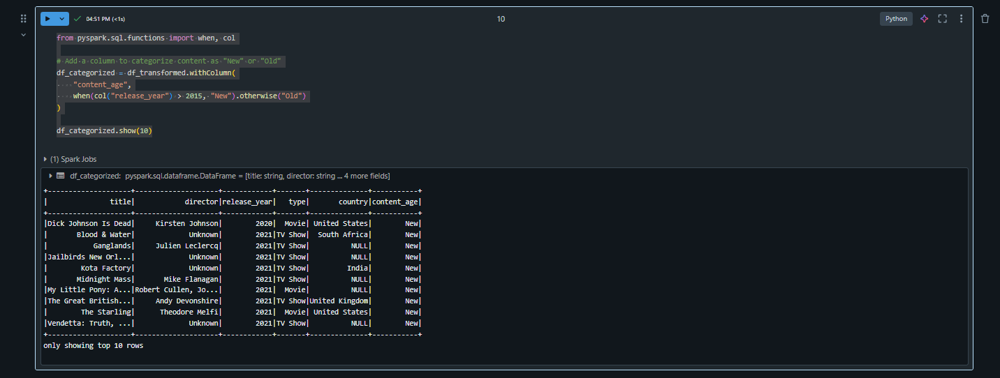 04:51 PM (<1s)
10
Python
from pyspark.sql.functions import when, col
# Add a column to categorize content as "New" or "Old"
df_categorized = df_transformed.withColumn(
    "content_age",
    when(col("release_year") > 2015, "New").otherwise("Old")
)
df_categorized.show(10)
(1) Spark Jobs
df_categorized: pyspark.sql.dataframe.DataFrame = [title: string, director: string ... 4 more fields]
+--------------------+--------------------+------------+-------+--------------+-----------+
|               title|            director|release_year|   type|       country|content_age|
+--------------------+--------------------+------------+-------+--------------+-----------+
|Dick Johnson Is Dead|     Kirsten Johnson|        2020|  Movie| United States|        New|
|       Blood & Water|             Unknown|        2021|TV Show|  South Africa|        New|
|           Ganglands|     Julien Leclercq|        2021|TV Show|          NULL|        New|
|Jailbirds New Orl...|             Unknown|        2021|TV Show|          NULL|        New|
|        Kota Factory|             Unknown|        2021|TV Show|         India|        New|
|       Midnight Mass|       Mike Flanagan|        2021|TV Show|          NULL|        New|
|My Little Pony: A...|Robert Cullen, Jo...|        2021|  Movie|          NULL|        New|
|The Great British...|     Andy Devonshire|        2021|TV Show|United Kingdom|        New|
|        The Starling|      Theodore Melfi|        2021|  Movie| United States|        New|
|Vendetta: Truth, ...|             Unknown|        2021|TV Show|          NULL|        New|
+--------------------+--------------------+------------+-------+--------------+-----------+
only showing top 10 rows